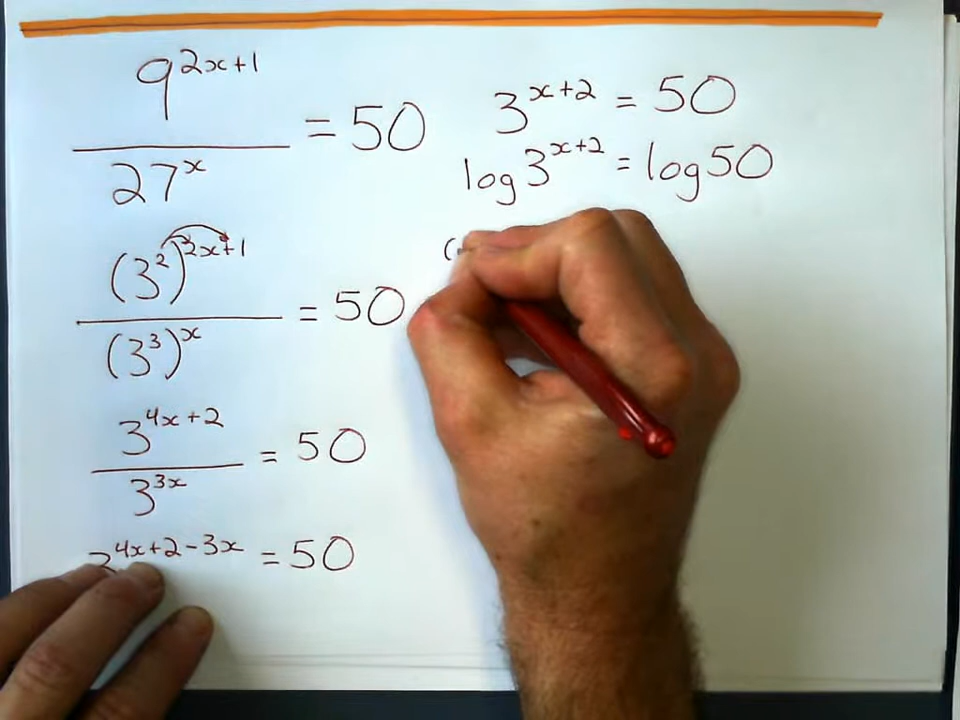 9^(2x+1)
27^x
= 50
(3^2)^(2x+1)
(3^3)^x
= 50
3^(4x+2)
3^(3x)
= 50
3^(4x+2-3x) = 50
3^(x+2) = 50
log 3^(x+2) = log 50
(